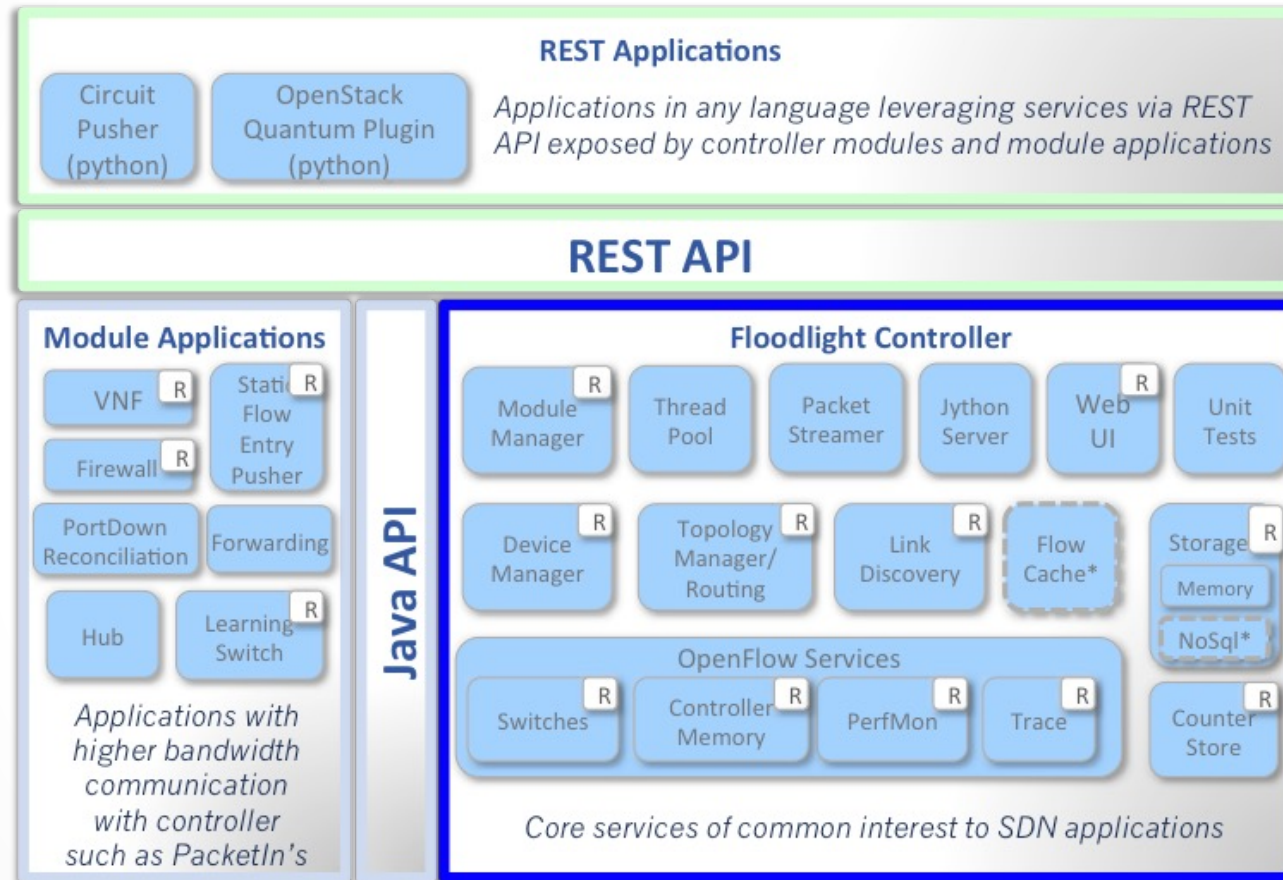 REST Applications
Circuit
Pusher
(python)
OpenStack
Quantum Plugin
(python)
Applications in any language leveraging services via REST
API exposed by controller modules and module applications
REST API
Module Applications
VNF
R
Static
Flow
Entry
Pusher
R
Firewall
R
PortDown
Reconciliation
Forwarding
Hub
Learning
Switch
R
Applications with
higher bandwidth
communication
with controller
such as PacketIn's
Java API
Floodlight Controller
Module
Manager
R
Thread
Pool
Packet
Streamer
Jython
Server
Web
UI
R
Unit
Tests
Device
Manager
R
Topology
Manager/
Routing
R
Link
Discovery
R
Flow
Cache*
Storage
R
Memory
NoSql*
OpenFlow Services
Switches
R
Controller
Memory
R
PerfMon
R
Trace
R
Counter
Store
R
Core services of common interest to SDN applications